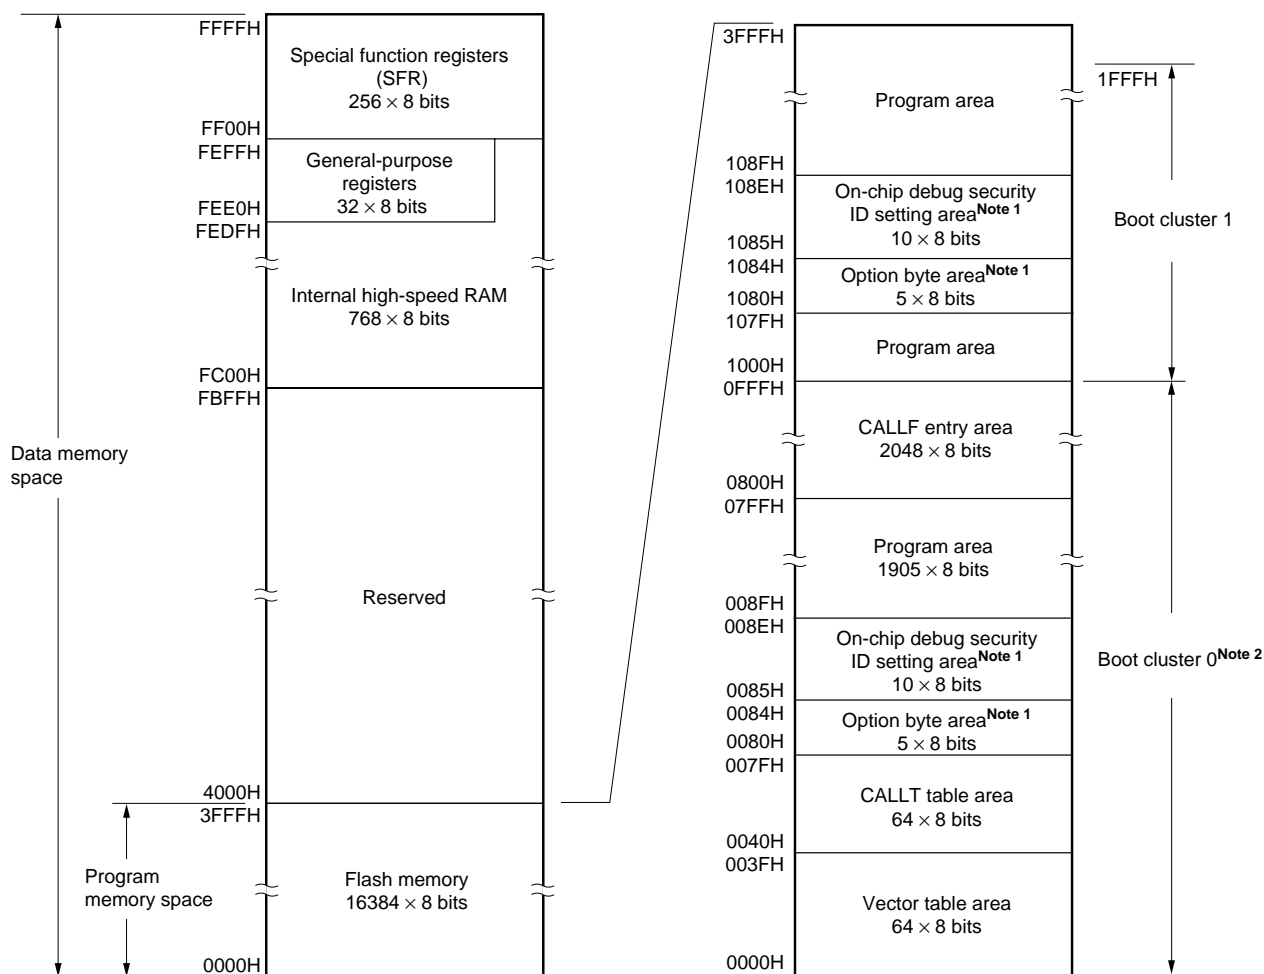 FFFFH
Special function registers
(SFR)
256 × 8 bits
FF00H
FEFFH
General-purpose
registers
32 × 8 bits
FEE0H
FEDFH
Internal high-speed RAM
768 × 8 bits
FC00H
FBFFH
Data memory
space
Reserved
4000H
3FFFH
Program
memory space
Flash memory
16384 × 8 bits
0000H
3FFFH
1FFFH
Program area
108FH
108EH
On-chip debug security
ID setting area Note 1
10 × 8 bits
Boot cluster 1
1085H
1084H
Option byte area Note 1
5 × 8 bits
1080H
107FH
Program area
1000H
0FFFH
CALLF entry area
2048 × 8 bits
0800H
07FFH
Program area
1905 × 8 bits
008FH
008EH
On-chip debug security
ID setting area Note 1
10 × 8 bits
Boot cluster 0 Note 2
0085H
0084H
Option byte area Note 1
5 × 8 bits
0080H
007FH
CALLT table area
64 × 8 bits
0040H
003FH
Vector table area
64 × 8 bits
0000H